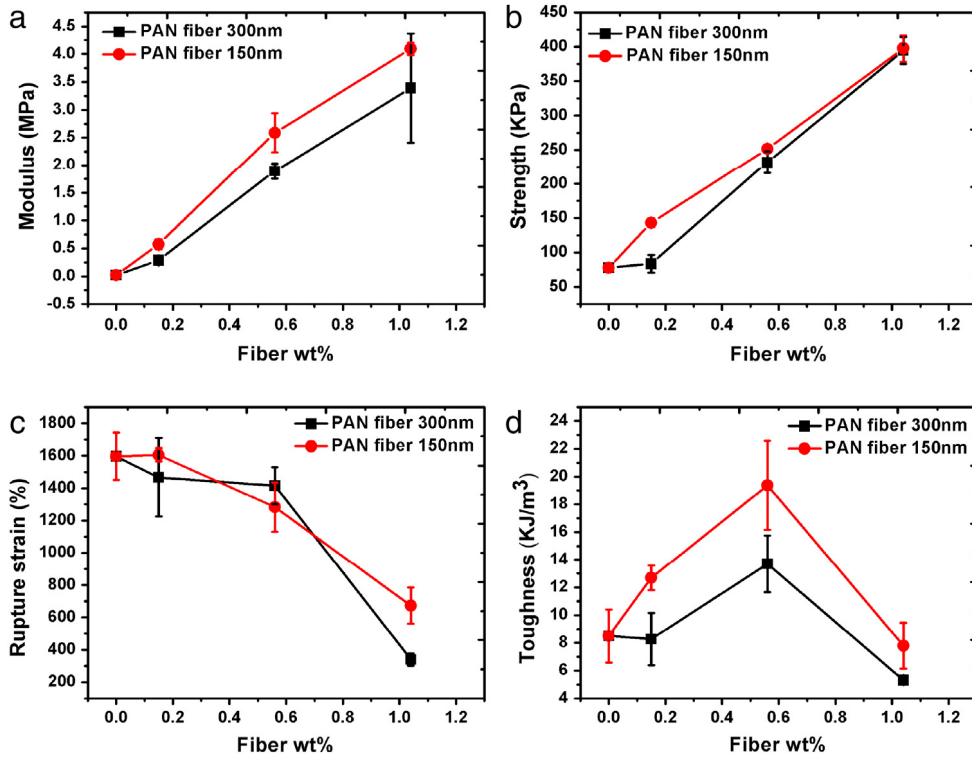 a
PAN fiber 300nm
PAN fiber 150nm
Modulus (MPa)
4.5
4.0
3.5
3.0
2.5
2.0
1.5
1.0
0.5
0.0
-0.5
0.0 0.2 0.4 0.6 0.8 1.0 1.2
Fiber wt%
b
PAN fiber 300nm
PAN fiber 150nm
Strength (KPa)
400
350
300
250
200
150
100
50
0.0 0.2 0.4 0.6 0.8 1.0 1.2
Fiber wt%
c
PAN fiber 300nm
PAN fiber 150nm
Rupture strain (%)
1800
1600
1400
1200
1000
800
600
400
200
0.0 0.2 0.4 0.6 0.8 1.0 1.2
Fiber wt%
d
PAN fiber 300nm
PAN fiber 150nm
Toughness (KJ/m³)
24
22
20
18
16
14
12
10
8
6
4
0.0 0.2 0.4 0.6 0.8 1.0 1.2
Fiber wt%